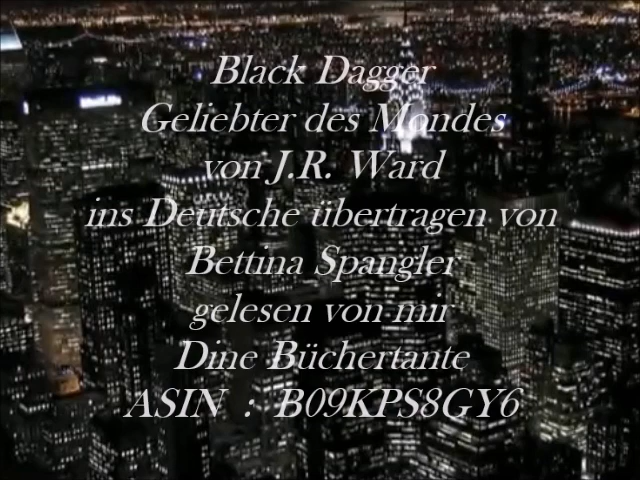 MetLife
Black Dagger
Geliebter des Mondes
von J.R. Ward
ins Deutsche übertragen von
Bettina Spangler
gelesen von mir
Dine Büchertante
ASIN : B09KPS8GY6